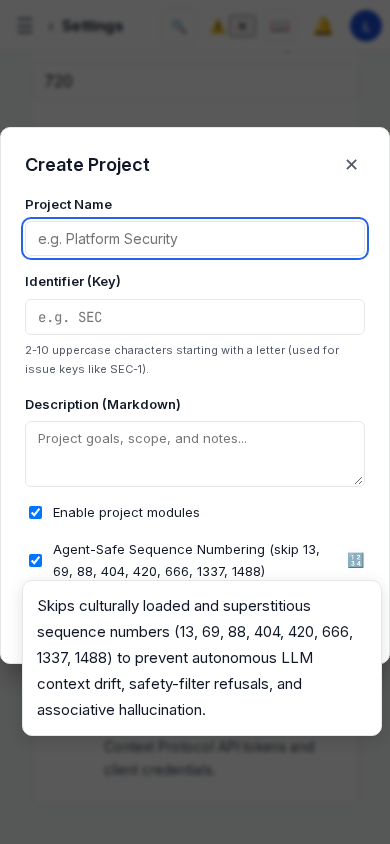 Settings
720
Create Project
Project Name
e.g. Platform Security
Identifier (Key)
e.g. SEC
2-10 uppercase characters starting with a letter (used for
issue keys like SEC-1).
Description (Markdown)
Project goals, scope, and notes...
Enable project modules
Agent-Safe Sequence Numbering (skip 13,
69, 88, 404, 420, 666, 1337, 1488)
Skips culturally loaded and superstitious
sequence numbers (13, 69, 88, 404, 420, 666,
1337, 1488) to prevent autonomous LLM
context drift, safety-filter refusals, and
associative hallucination.
Context Protocol API tokens and
client credentials.